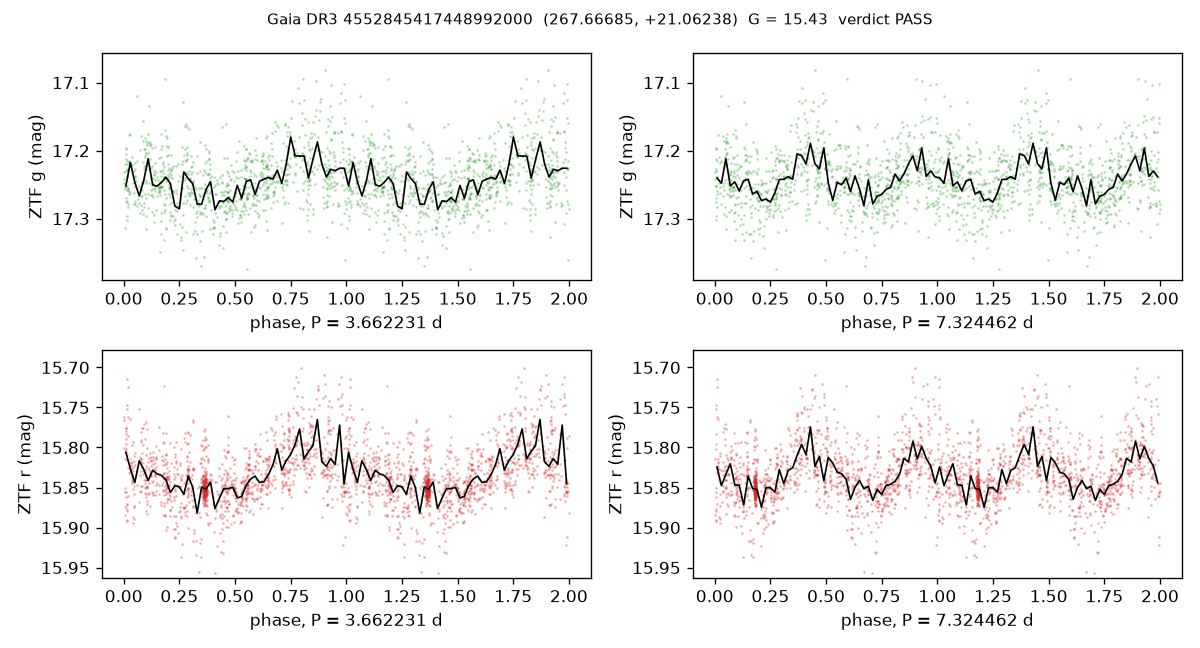 Gaia DR3 4552845417448992000 (267.66685, +21.06238) G = 15.43 verdict PASS
ZTF g (mag)
17.1
17.2
17.3
0.00 0.25 0.50 0.75 1.00 1.25 1.50 1.75 2.00
phase, P = 3.662231 d
ZTF g (mag)
17.1
17.2
17.3
0.00 0.25 0.50 0.75 1.00 1.25 1.50 1.75 2.00
phase, P = 7.324462 d
ZTF r (mag)
15.70
15.75
15.80
15.85
15.90
15.95
0.00 0.25 0.50 0.75 1.00 1.25 1.50 1.75 2.00
phase, P = 3.662231 d
ZTF r (mag)
15.70
15.75
15.80
15.85
15.90
15.95
0.00 0.25 0.50 0.75 1.00 1.25 1.50 1.75 2.00
phase, P = 7.324462 d